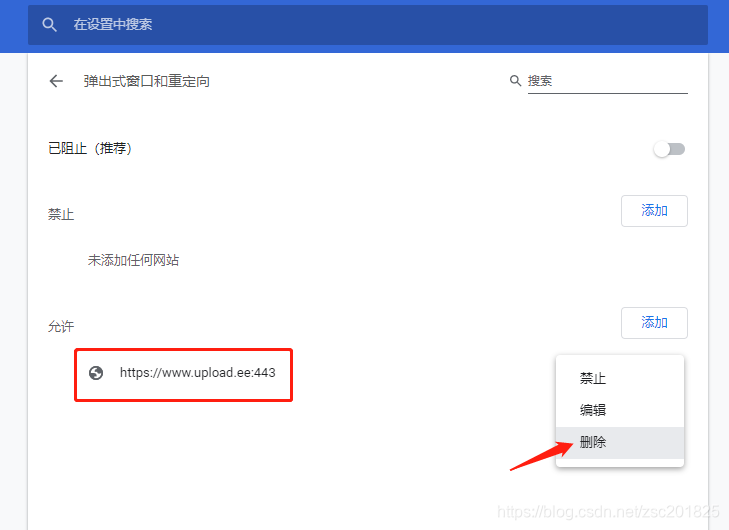 在设置中搜索
弹出式窗口和重定向
搜索
已阻止（推荐）
禁止
添加
未添加任何网站
允许
添加
https://www.upload.ee:443
禁止
编辑
删除
https://blog.csdn.net/zsc201825